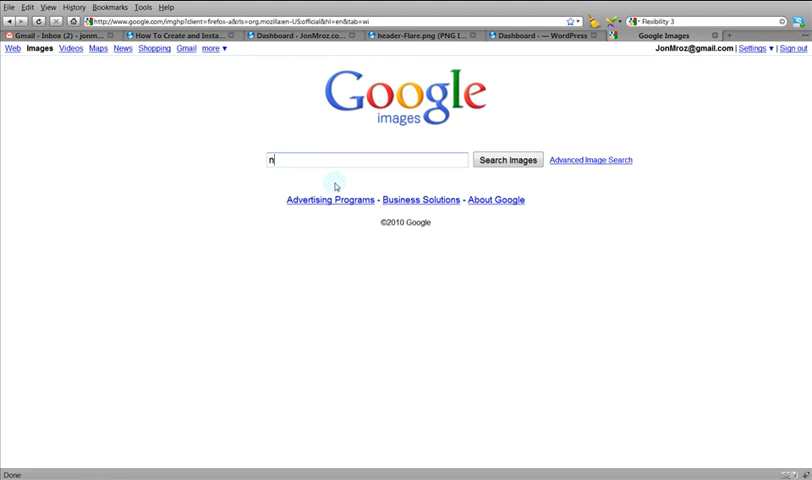 File Edit View History Bookmarks Tools Help
http://www.google.com/imghp?client=firefox-a&rls=org.mozilla:en-US:official&hl=en&tab=wi Flexibility 3
Gmail - Inbox (2) - jonm... How To Create and Insta... Dashboard ‹ JonMroz.co... header-Flare.png (PNG I... Dashboard ‹ — WordPress Google Images
Web Images Videos Maps News Shopping Gmail more ▼ JonMroz@gmail.com | Settings ▼ | Sign out
Google
images
n Search Images Advanced Image Search
Advertising Programs - Business Solutions - About Google
©2010 Google
Done